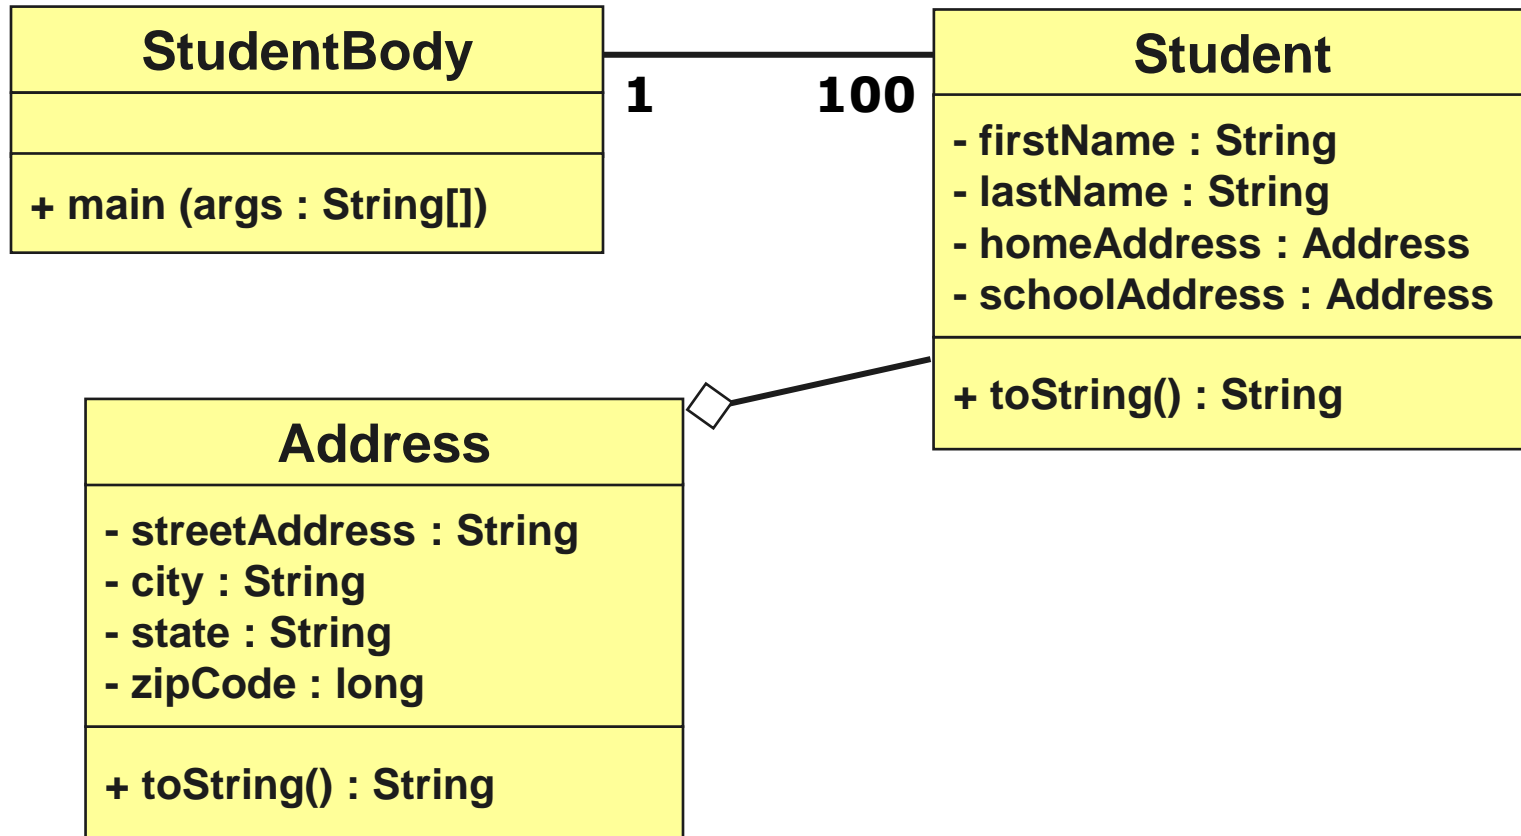 StudentBody
+ main (args : String[])
1
100
Student
- firstName : String
- lastName : String
- homeAddress : Address
- schoolAddress : Address
+ toString() : String
Address
- streetAddress : String
- city : String
- state : String
- zipCode : long
+ toString() : String